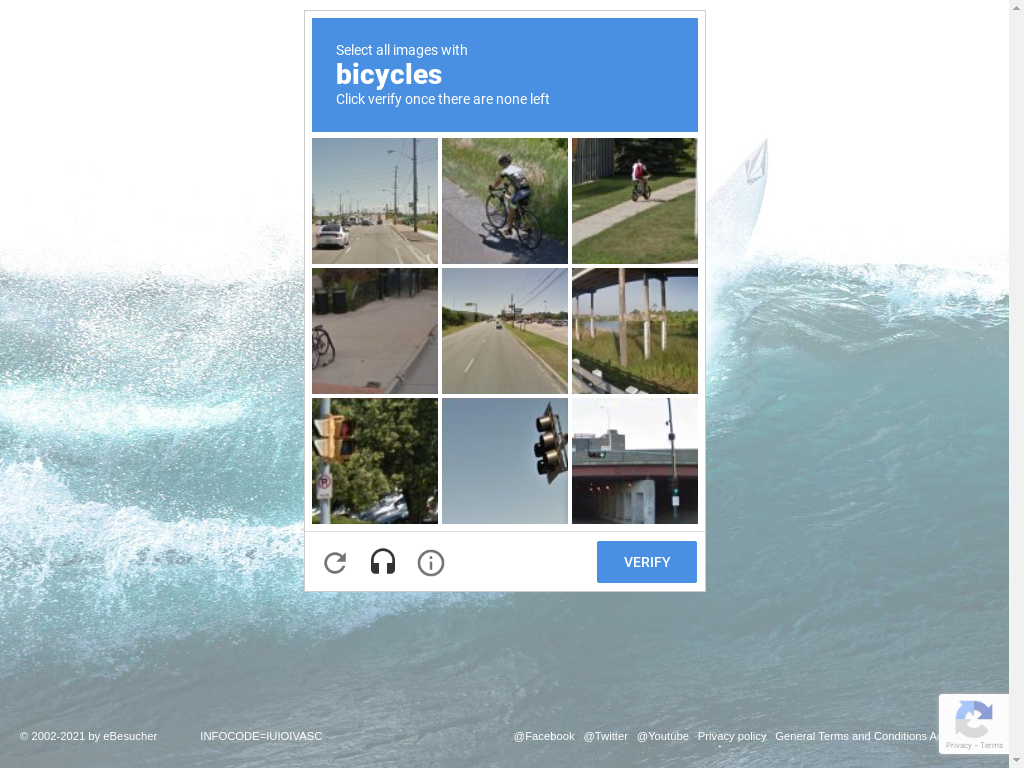 Select all images with
bicycles
Click verify once there are none left
VERIFY
© 2002-2021 by eBesucher INFOCODE=IUIOIVASC @Facebook @Twitter @Youtube Privacy policy General Terms and Conditions
Privacy - Terms